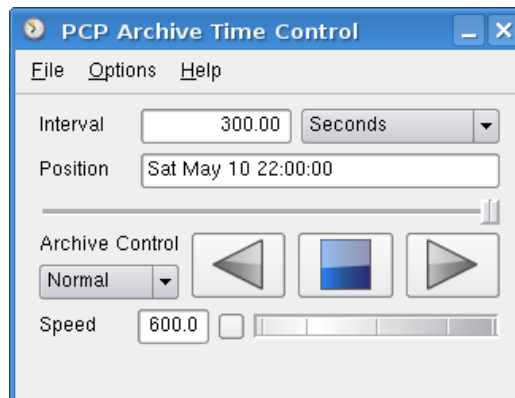 PCP Archive Time Control
File Options Help
Interval 300.00 Seconds
Position Sat May 10 22:00:00
Archive Control
Normal
Speed 600.0